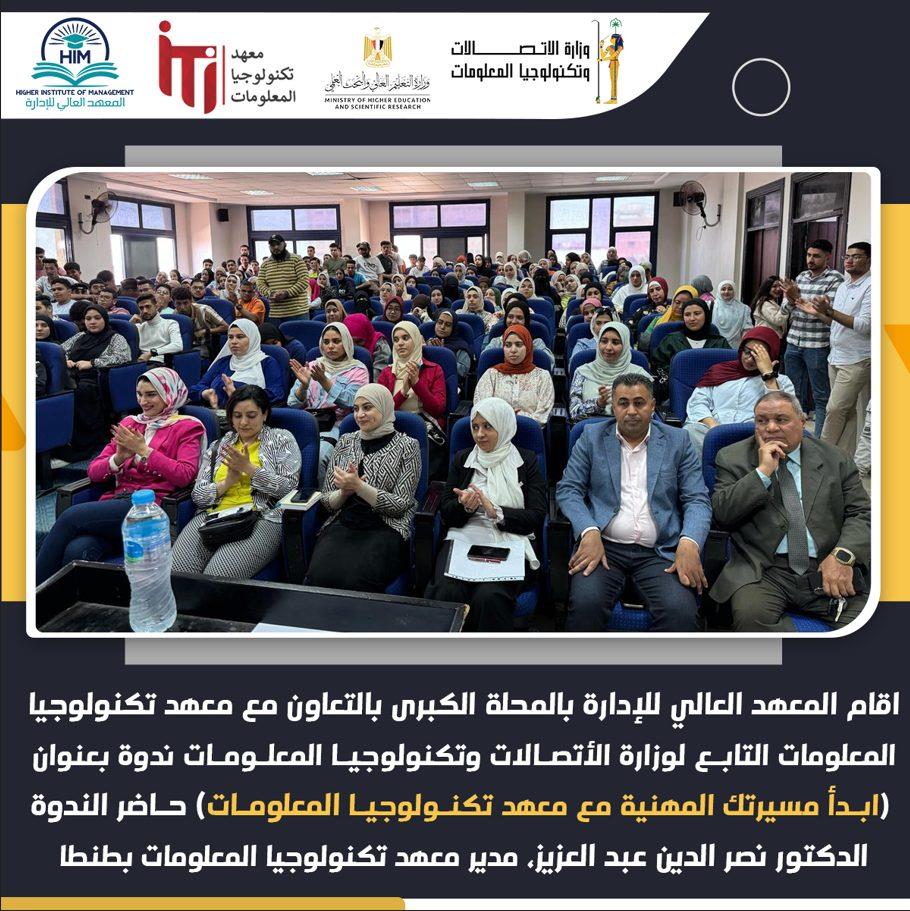 HIM
HIGHER INSTITUTE OF MANAGEMENT
المعهد العالي للإدارة
iTi
معهد
تكنولوجيا
المعلومات
وزارة التعليم العالي والبحث العلمي
MINISTRY OF HIGHER EDUCATION
AND SCIENTIFIC RESEARCH
وزارة الاتصالات
وتكنولوجيا المعلومات
اقام المعهد العالي للإدارة بالمحلة الكبرى بالتعاون مع معهد تكنولوجيا
المعلومات التابع لوزارة الأتصالات وتكنولوجيا المعلومات ندوة بعنوان
(ابدأ مسيرتك المهنية مع معهد تكنولوجيا المعلومات) حاضر الندوة
الدكتور نصر الدين عبد العزيز، مدير معهد تكنولوجيا المعلومات بطنطا